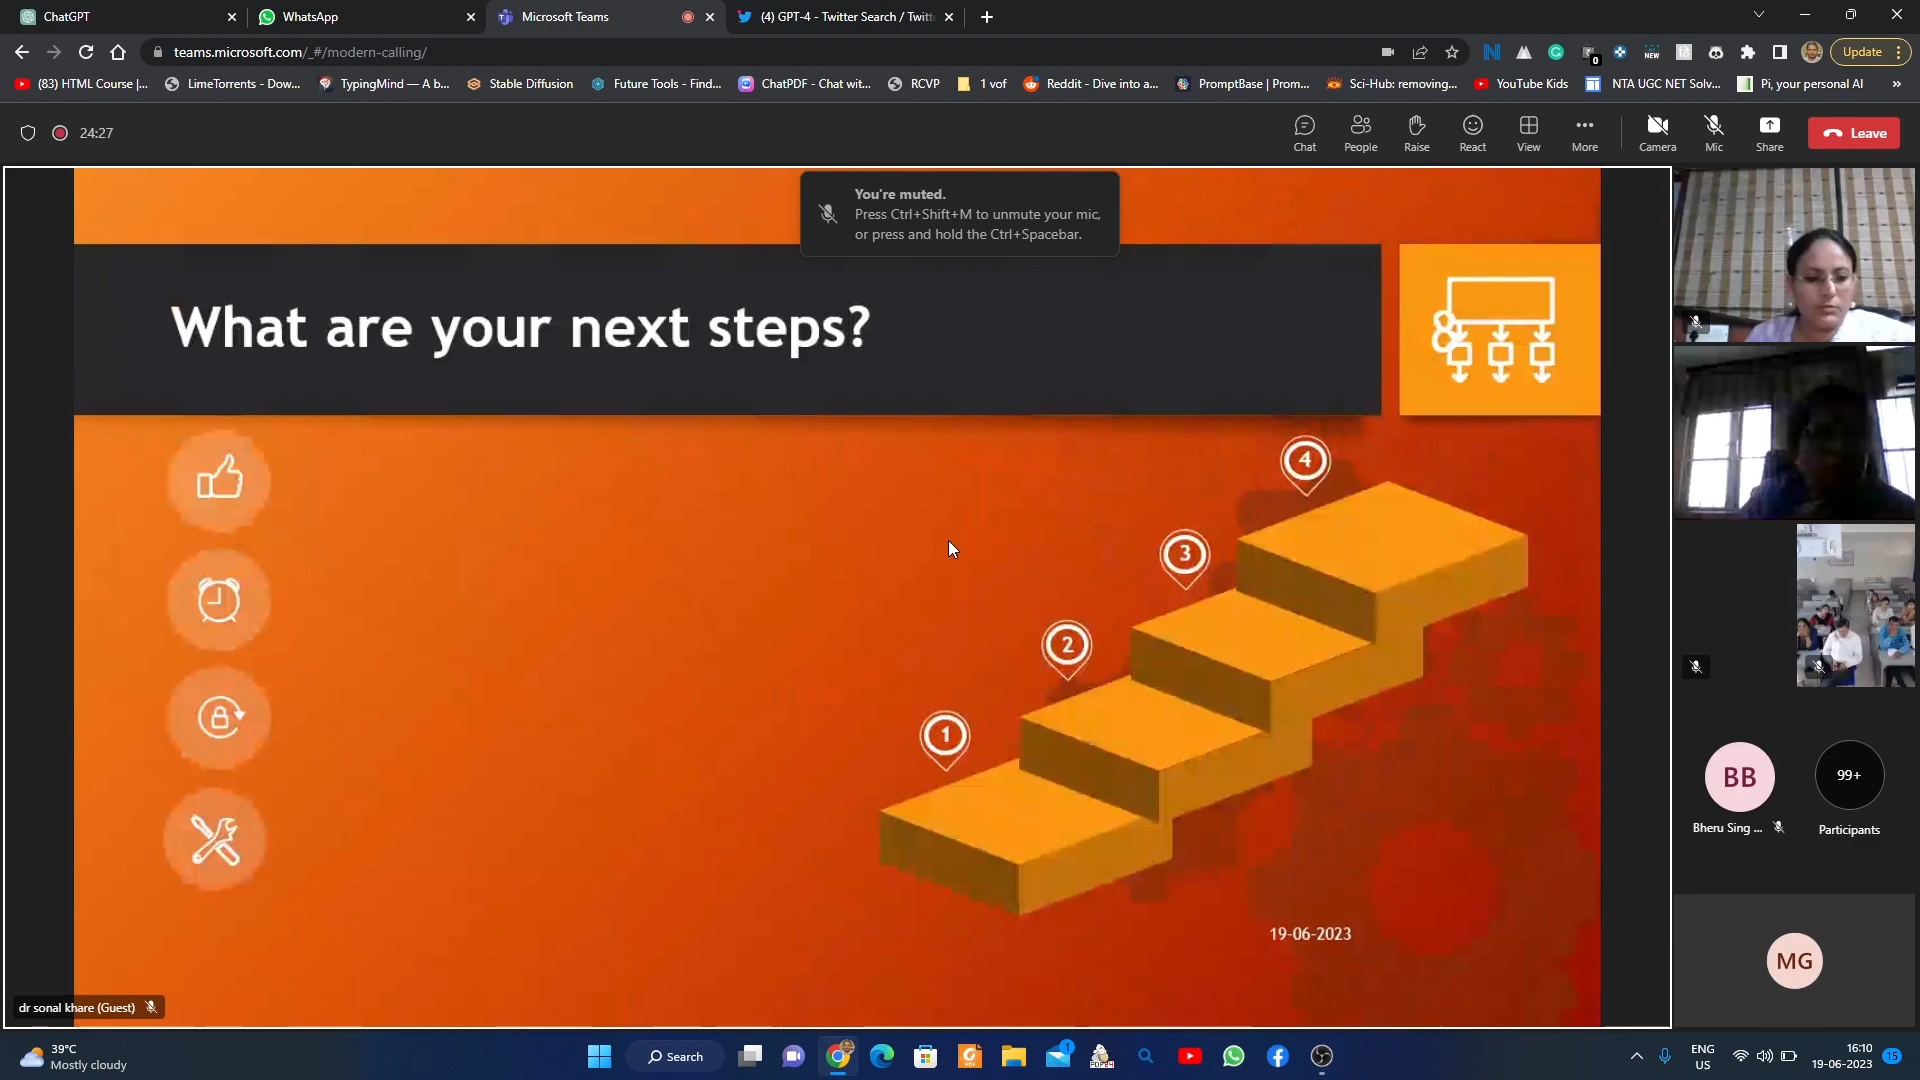 ChatGPT
WhatsApp
Microsoft Teams
(4) GPT-4 - Twitter Search / Twitt
teams.microsoft.com/_#/modern-calling/
0
NEW
Update
(83) HTML Course |...
LimeTorrents - Dow...
TypingMind — A b...
Stable Diffusion
Future Tools - Find...
ChatPDF - Chat wit...
RCVP
1 vof
Reddit - Dive into a...
PromptBase | Prom...
Sci-Hub: removing...
YouTube Kids
NTA UGC NET Solv...
Pi, your personal AI
»
24:27
Chat
People
Raise
React
View
More
Camera
Mic
Share
Leave
You're muted.
Press Ctrl+Shift+M to unmute your mic,
or press and hold the Ctrl+Spacebar.
What are your next steps?
8
4
3
2
1
19-06-2023
dr sonal khare (Guest)
BB
Bheru Sing ...
99+
Participants
MG
39°C
Mostly cloudy
Search
1
ENG
US
16:10
19-06-2023
15